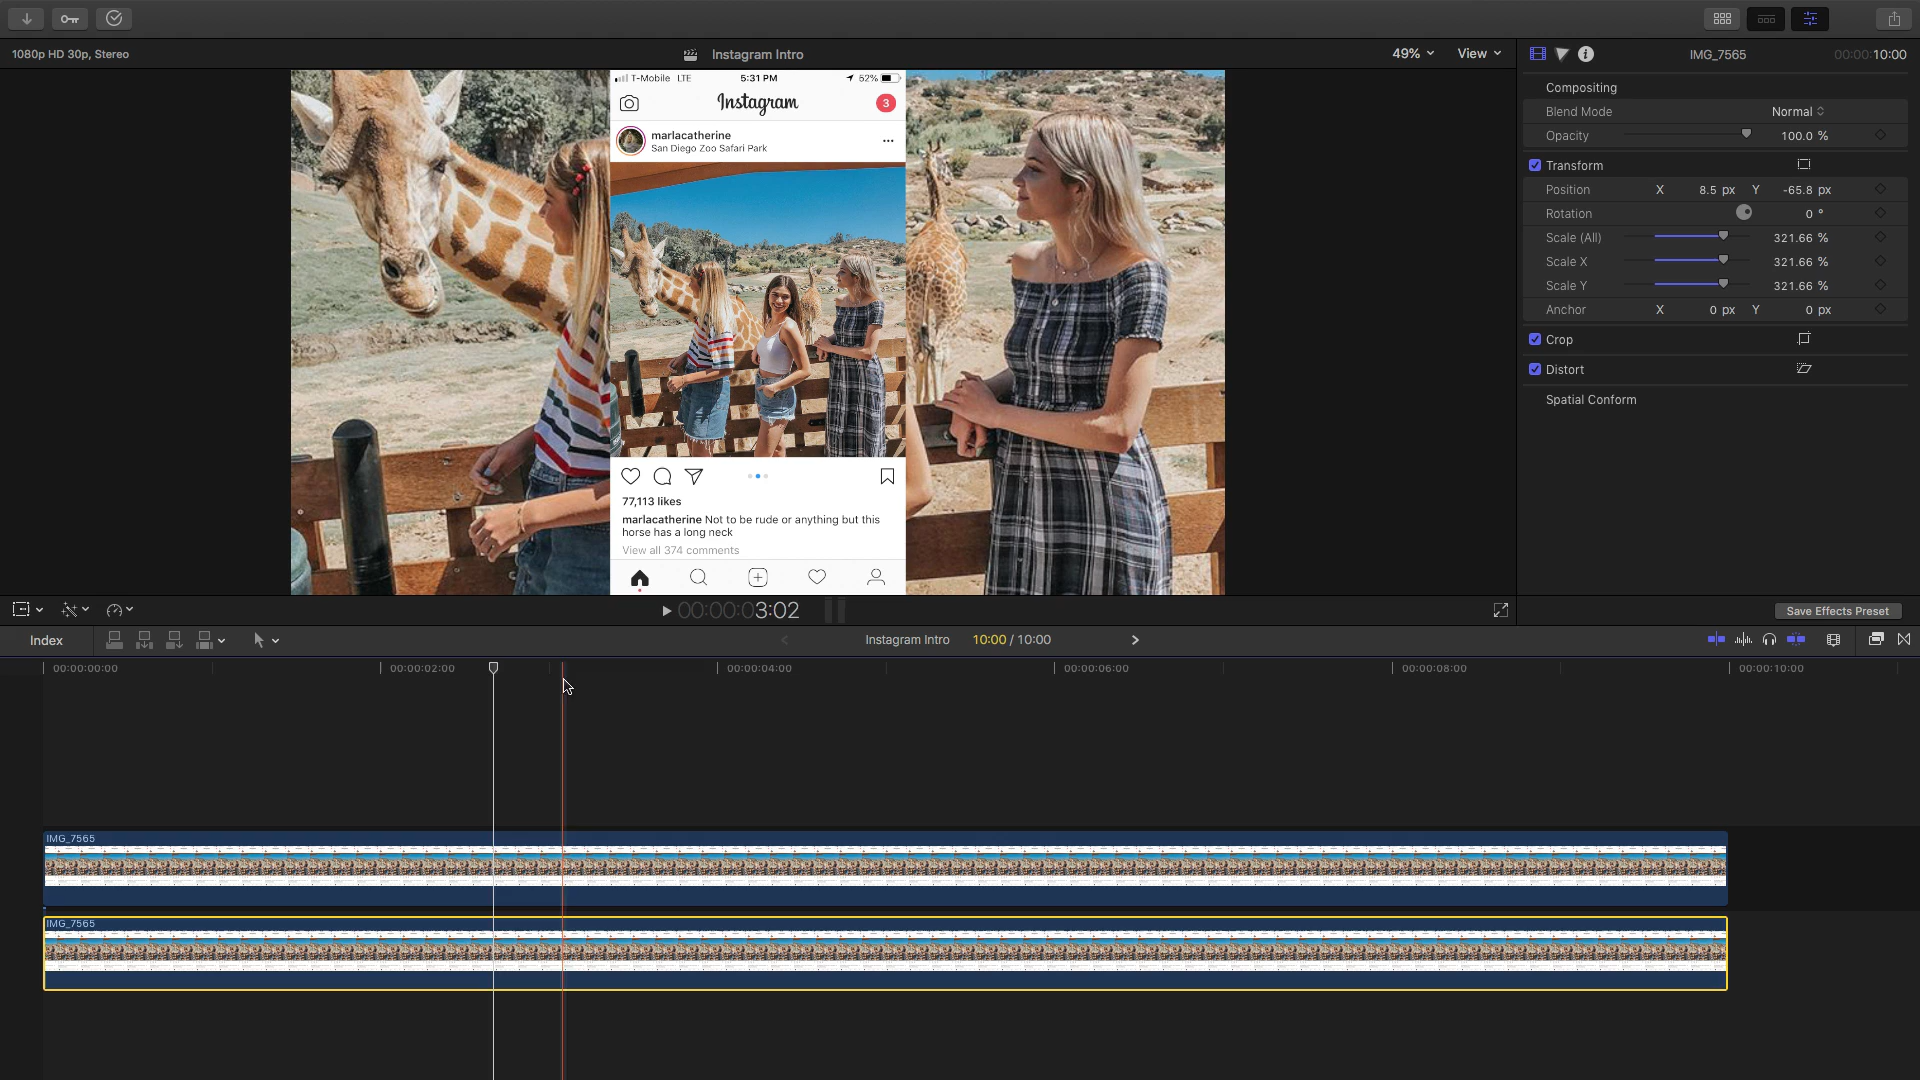 1080p HD 30p, Stereo
Instagram Intro
49%
View
IMG_7565
00:00:10:00
T-Mobile LTE
5:31 PM
52%
Instagram
3
marlacatherine
San Diego Zoo Safari Park
77,113 likes
marlacatherine Not to be rude or anything but this
horse has a long neck
View all 374 comments
Compositing
Blend Mode
Normal
Opacity
100.0 %
Transform
Position X 8.5 px Y -65.8 px
Rotation 0 °
Scale (All) 321.66 %
Scale X 321.66 %
Scale Y 321.66 %
Anchor X 0 px Y 0 px
Crop
Distort
Spatial Conform
00:00:03:02
Save Effects Preset
Index
Instagram Intro
10:00 / 10:00
00:00:00:00
00:00:02:00
00:00:04:00
00:00:06:00
00:00:08:00
00:00:10:00
IMG_7565
IMG_7565